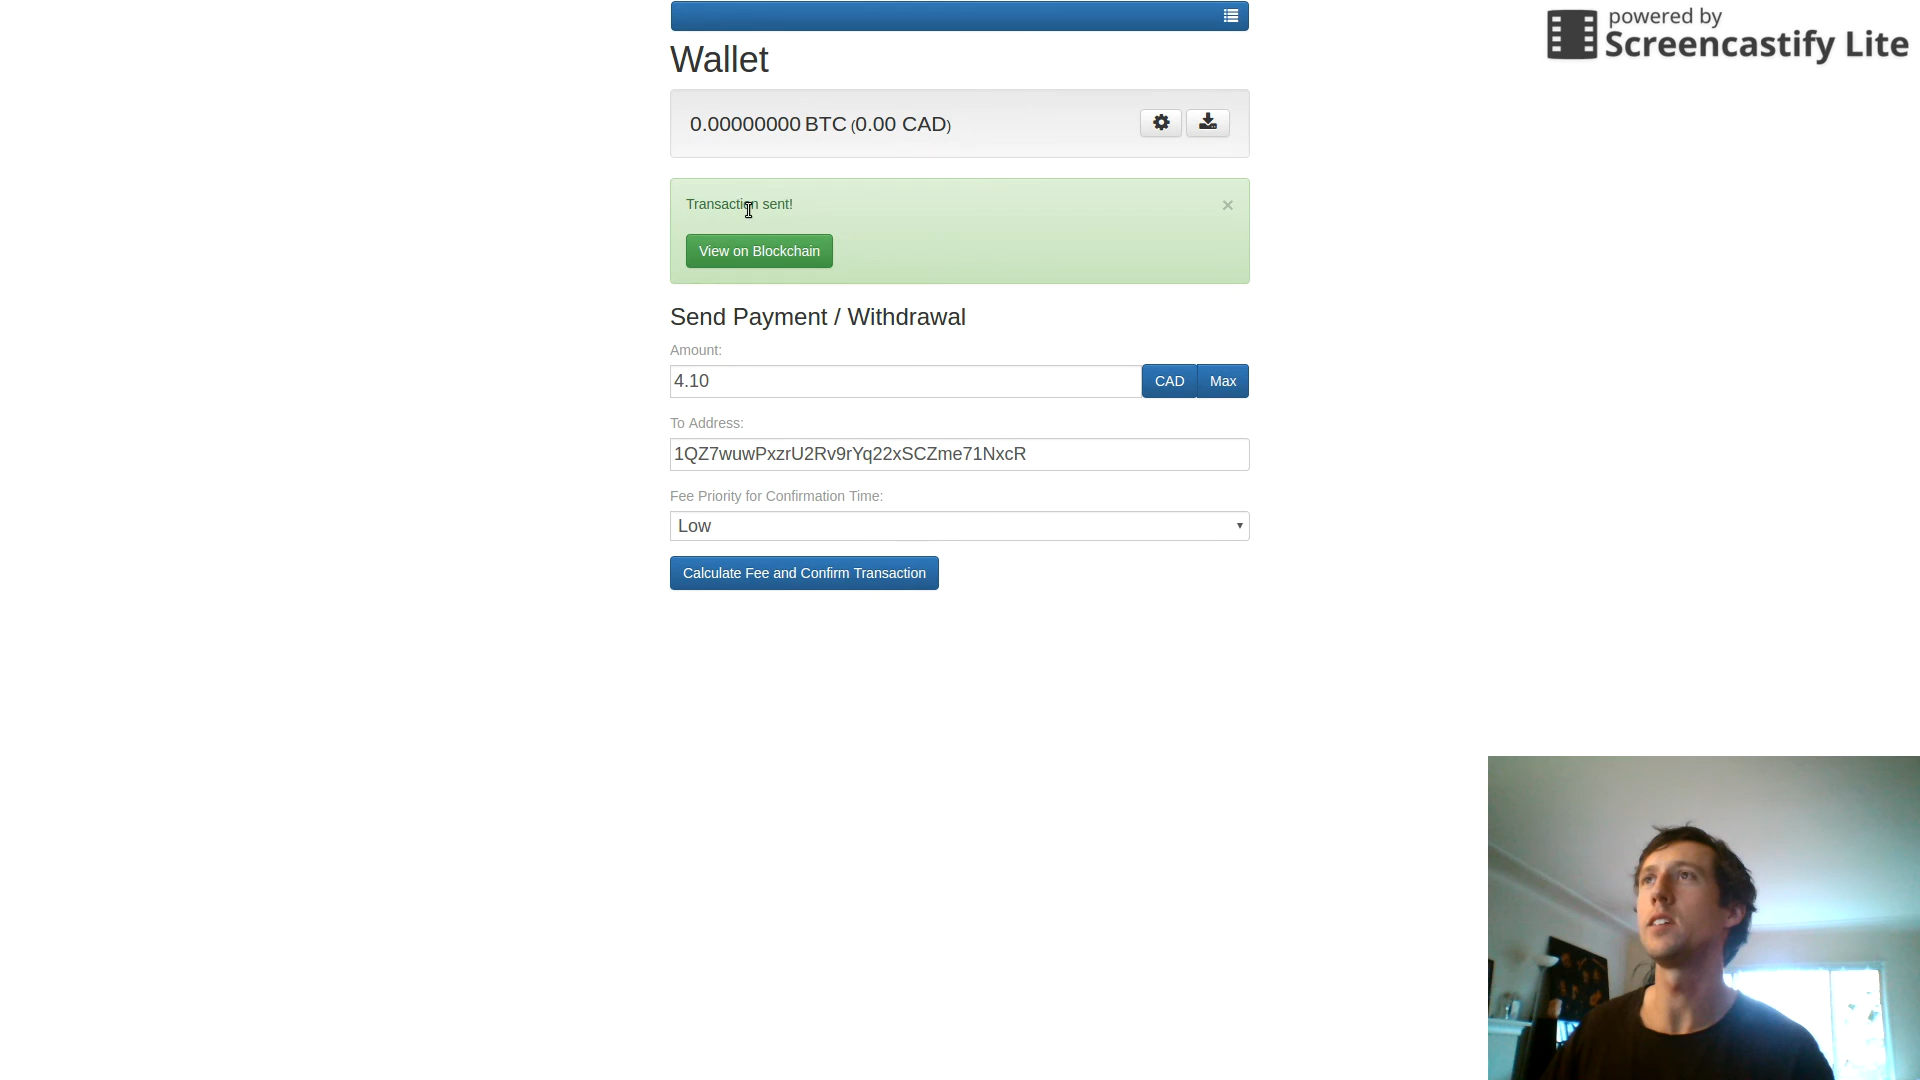 powered by
Screencastify Lite
Wallet
0.00000000 BTC (0.00 CAD)
Transaction sent!
×
View on Blockchain
Send Payment / Withdrawal
Amount:
4.10
CAD
Max
To Address:
1QZ7wuwPxzrU2Rv9rYq22xSCZme71NxcR
Fee Priority for Confirmation Time:
Low
Calculate Fee and Confirm Transaction